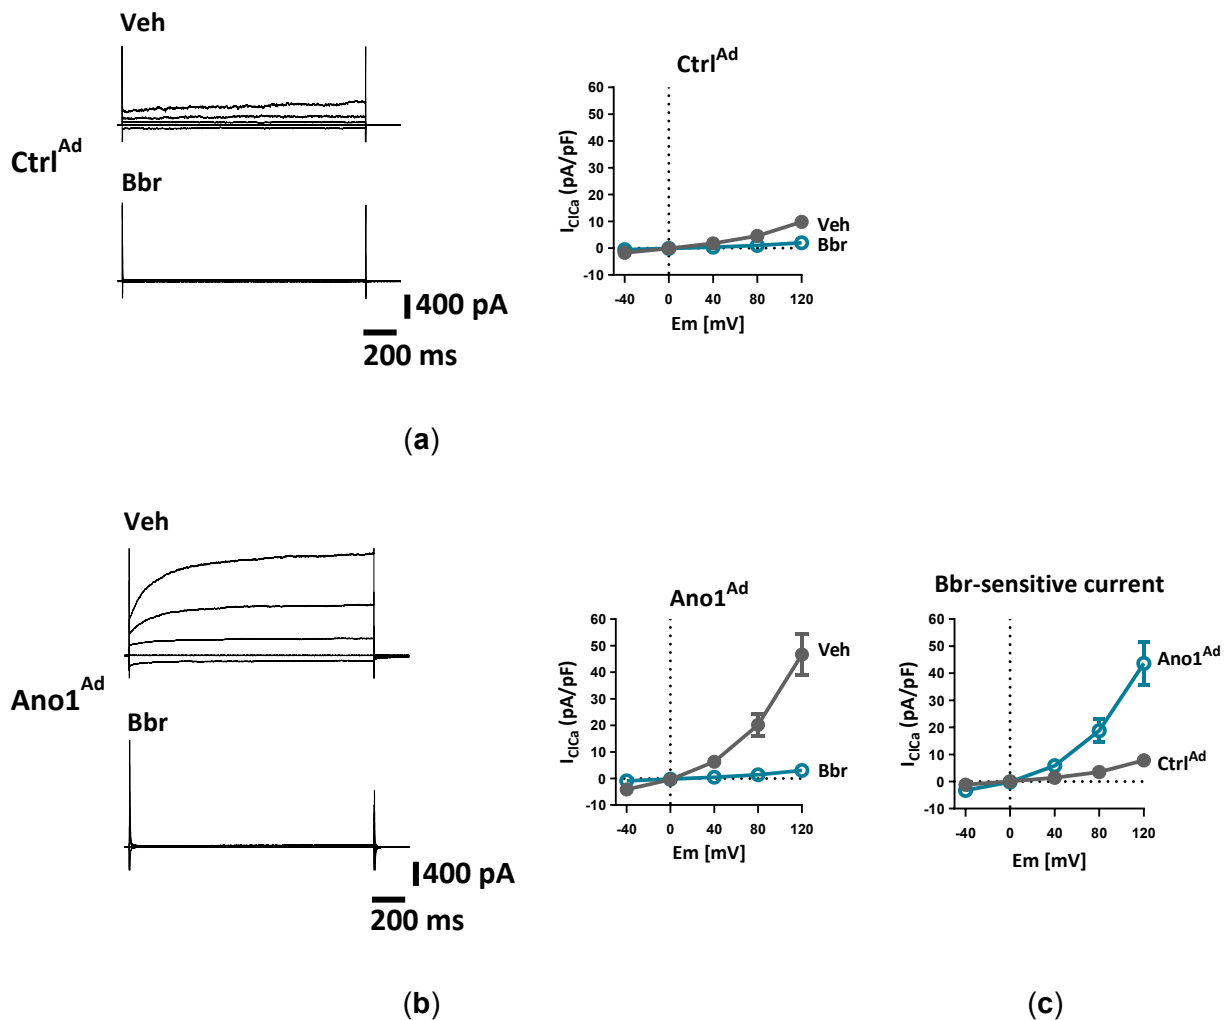 Veh
Ctrl^Ad
Bbr
400 pA
200 ms
Ctrl^Ad
60
50
40
30
20
10
0
-10
I_ClCa (pA/pF)
Veh
Bbr
-40 0 40 80 120
Em [mV]
(a)
Veh
Ano1^Ad
Bbr
400 pA
200 ms
Ano1^Ad
60
50
40
30
20
10
0
-10
I_ClCa (pA/pF)
Veh
Bbr
-40 0 40 80 120
Em [mV]
Bbr-sensitive current
60
50
40
30
20
10
0
-10
I_ClCa (pA/pF)
Ano1^Ad
Ctrl^Ad
-40 0 40 80 120
Em [mV]
(b)
(c)